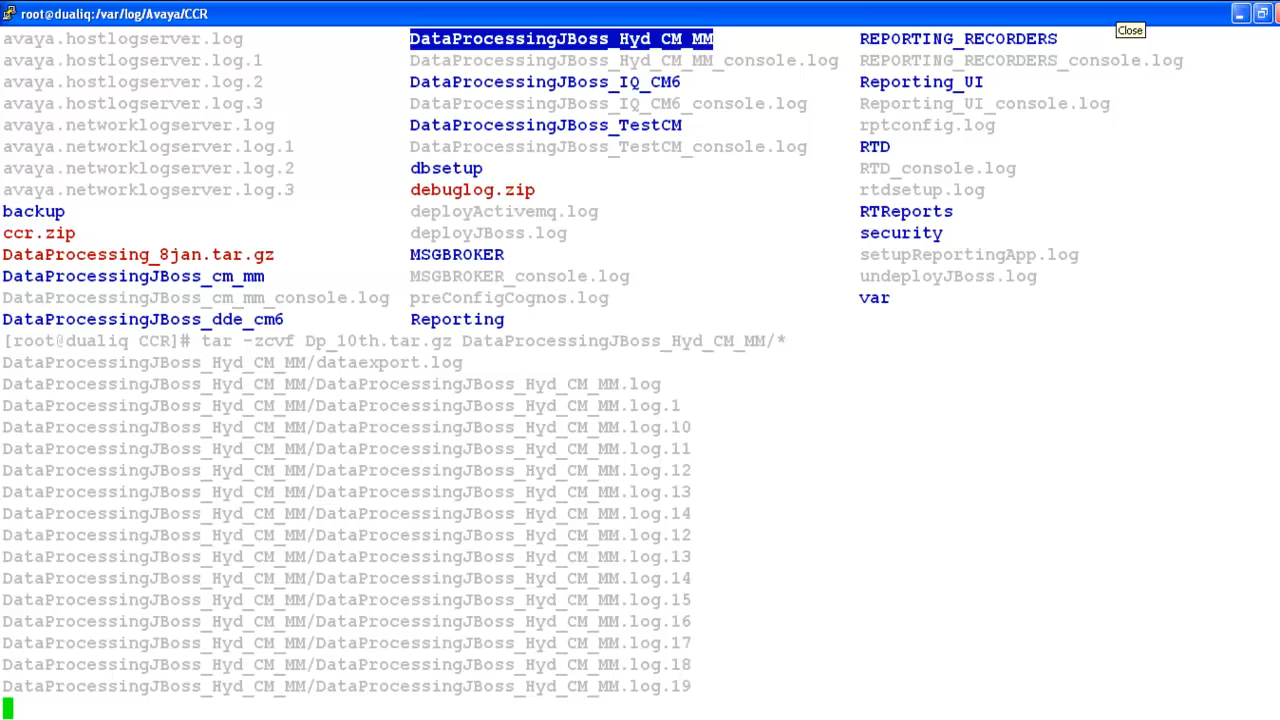 root@dualiq:/var/log/Avaya/CCR
Close
avaya.hostlogserver.log DataProcessingJBoss_Hyd_CM_MM REPORTING_RECORDERS
avaya.hostlogserver.log.1 DataProcessingJBoss_Hyd_CM_MM_console.log REPORTING_RECORDERS_console.log
avaya.hostlogserver.log.2 DataProcessingJBoss_IQ_CM6 Reporting_UI
avaya.hostlogserver.log.3 DataProcessingJBoss_IQ_CM6_console.log Reporting_UI_console.log
avaya.networklogserver.log DataProcessingJBoss_TestCM rptconfig.log
avaya.networklogserver.log.1 DataProcessingJBoss_TestCM_console.log RTD
avaya.networklogserver.log.2 dbsetup RTD_console.log
avaya.networklogserver.log.3 debuglog.zip rtdsetup.log
backup deployActivemq.log RTReports
ccr.zip deployJBoss.log security
DataProcessing_8jan.tar.gz MSGBROKER setupReportingApp.log
DataProcessingJBoss_cm_mm MSGBROKER_console.log undeployJBoss.log
DataProcessingJBoss_cm_mm_console.log preConfigCognos.log var
DataProcessingJBoss_dde_cm6 Reporting
[root@dualiq CCR]# tar -zcvf Dp_10th.tar.gz DataProcessingJBoss_Hyd_CM_MM/*
DataProcessingJBoss_Hyd_CM_MM/dataexport.log
DataProcessingJBoss_Hyd_CM_MM/DataProcessingJBoss_Hyd_CM_MM.log
DataProcessingJBoss_Hyd_CM_MM/DataProcessingJBoss_Hyd_CM_MM.log.1
DataProcessingJBoss_Hyd_CM_MM/DataProcessingJBoss_Hyd_CM_MM.log.10
DataProcessingJBoss_Hyd_CM_MM/DataProcessingJBoss_Hyd_CM_MM.log.11
DataProcessingJBoss_Hyd_CM_MM/DataProcessingJBoss_Hyd_CM_MM.log.12
DataProcessingJBoss_Hyd_CM_MM/DataProcessingJBoss_Hyd_CM_MM.log.13
DataProcessingJBoss_Hyd_CM_MM/DataProcessingJBoss_Hyd_CM_MM.log.14
DataProcessingJBoss_Hyd_CM_MM/DataProcessingJBoss_Hyd_CM_MM.log.12
DataProcessingJBoss_Hyd_CM_MM/DataProcessingJBoss_Hyd_CM_MM.log.13
DataProcessingJBoss_Hyd_CM_MM/DataProcessingJBoss_Hyd_CM_MM.log.14
DataProcessingJBoss_Hyd_CM_MM/DataProcessingJBoss_Hyd_CM_MM.log.15
DataProcessingJBoss_Hyd_CM_MM/DataProcessingJBoss_Hyd_CM_MM.log.16
DataProcessingJBoss_Hyd_CM_MM/DataProcessingJBoss_Hyd_CM_MM.log.17
DataProcessingJBoss_Hyd_CM_MM/DataProcessingJBoss_Hyd_CM_MM.log.18
DataProcessingJBoss_Hyd_CM_MM/DataProcessingJBoss_Hyd_CM_MM.log.19